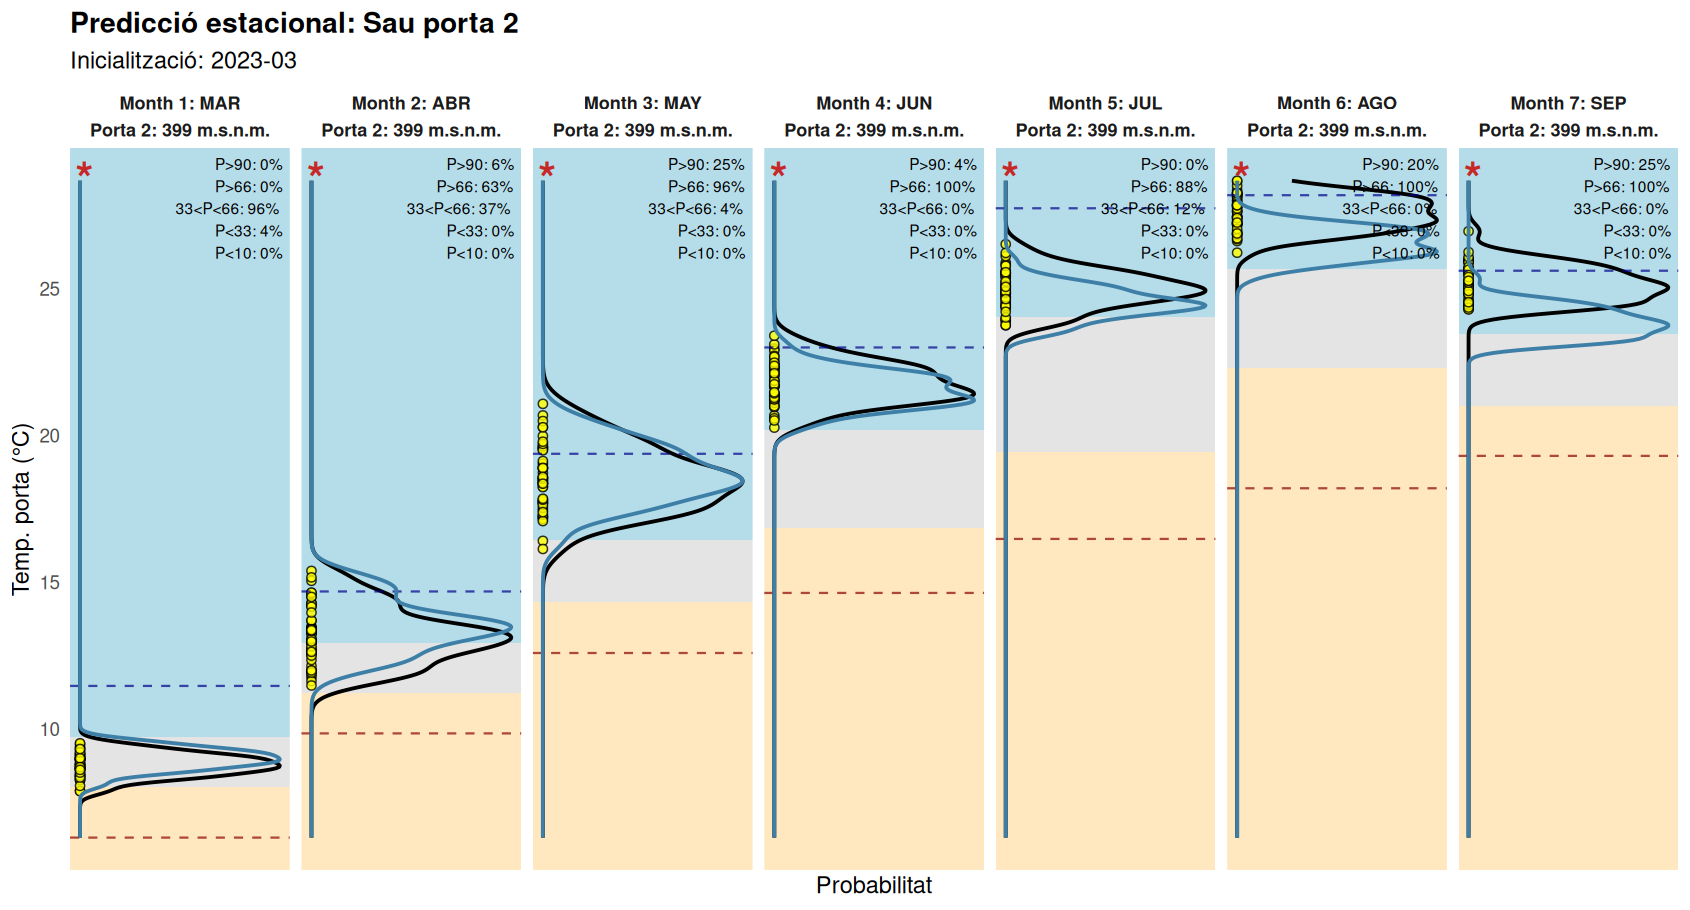 Predicció estacional: Sau porta 2
Inicialització: 2023-03
Month 1: MAR
Porta 2: 399 m.s.n.m.
*
P>90: 0%
P>66: 0%
33<P<66: 96%
P<33: 4%
P<10: 0%
Month 2: ABR
Porta 2: 399 m.s.n.m.
*
P>90: 6%
P>66: 63%
33<P<66: 37%
P<33: 0%
P<10: 0%
Month 3: MAY
Porta 2: 399 m.s.n.m.
*
P>90: 25%
P>66: 96%
33<P<66: 4%
P<33: 0%
P<10: 0%
Month 4: JUN
Porta 2: 399 m.s.n.m.
*
P>90: 4%
P>66: 100%
33<P<66: 0%
P<33: 0%
P<10: 0%
Month 5: JUL
Porta 2: 399 m.s.n.m.
*
P>90: 0%
P>66: 88%
33<P<66: 12%
P<33: 0%
P<10: 0%
Month 6: AGO
Porta 2: 399 m.s.n.m.
*
P>90: 20%
P>66: 100%
33<P<66: 0%
P<33: 0%
P<10: 0%
Month 7: SEP
Porta 2: 399 m.s.n.m.
*
P>90: 25%
P>66: 100%
33<P<66: 0%
P<33: 0%
P<10: 0%
Temp. porta (°C)
25
20
15
10
Probabilitat